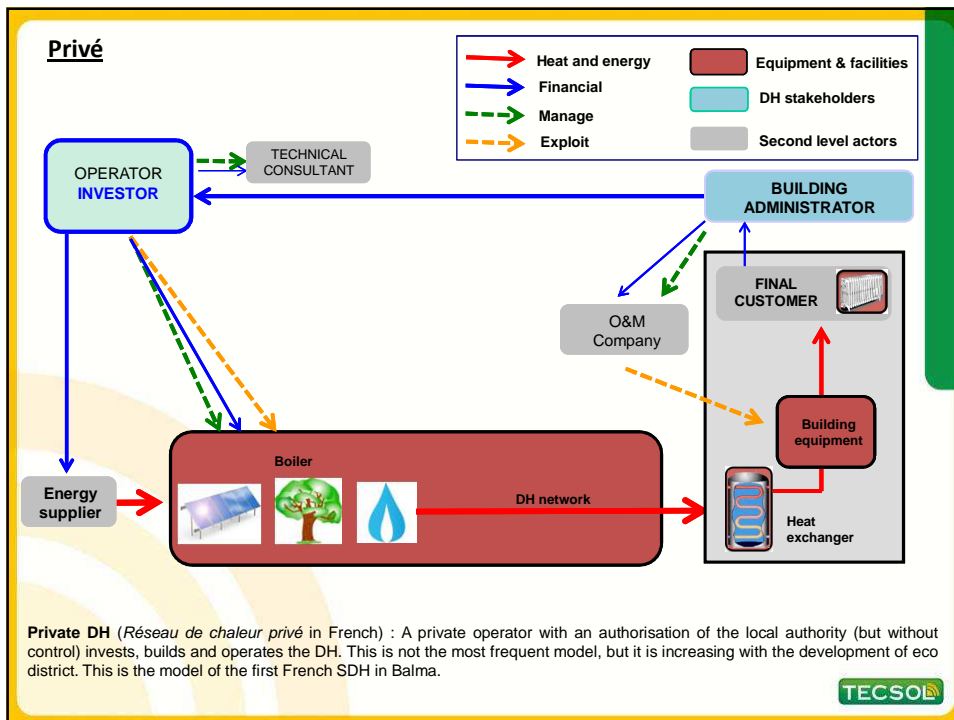 Privé
Heat and energy
Financial
Manage
Exploit
Equipment & facilities
DH stakeholders
Second level actors
OPERATOR
INVESTOR
TECHNICAL
CONSULTANT
BUILDING
ADMINISTRATOR
FINAL
CUSTOMER
O&M
Company
Building
equipment
Boiler
Energy
supplier
DH network
Heat
exchanger
Private DH (Réseau de chaleur privé in French) : A private operator with an authorisation of the local authority (but without
control) invests, builds and operates the DH. This is not the most frequent model, but it is increasing with the development of eco
district. This is the model of the first French SDH in Balma.
TECSOL